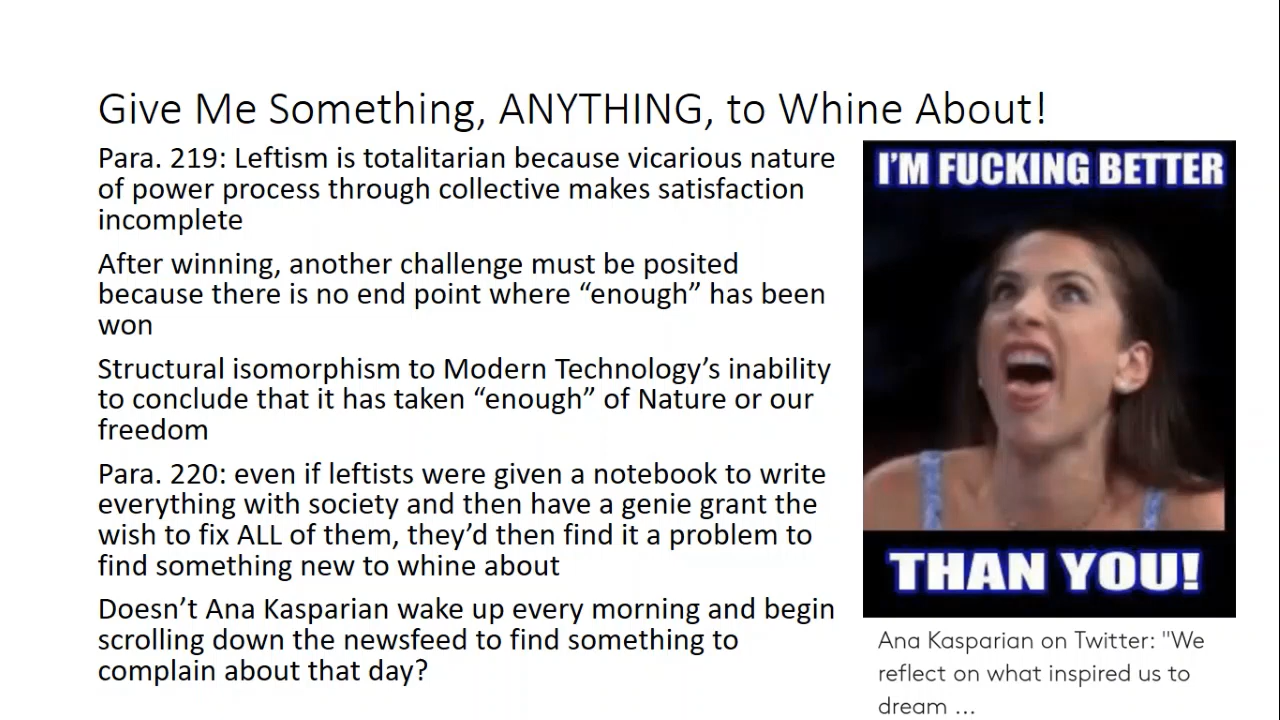 Give Me Something, ANYTHING, to Whine About!
Para. 219: Leftism is totalitarian because vicarious nature
of power process through collective makes satisfaction
incomplete
After winning, another challenge must be posited
because there is no end point where “enough” has been
won
Structural isomorphism to Modern Technology’s inability
to conclude that it has taken “enough” of Nature or our
freedom
Para. 220: even if leftists were given a notebook to write
everything with society and then have a genie grant the
wish to fix ALL of them, they’d then find it a problem to
find something new to whine about
Doesn’t Ana Kasparian wake up every morning and begin
scrolling down the newsfeed to find something to
complain about that day?
I'M FUCKING BETTER
THAN YOU!
Ana Kasparian on Twitter: "We
reflect on what inspired us to
dream ...